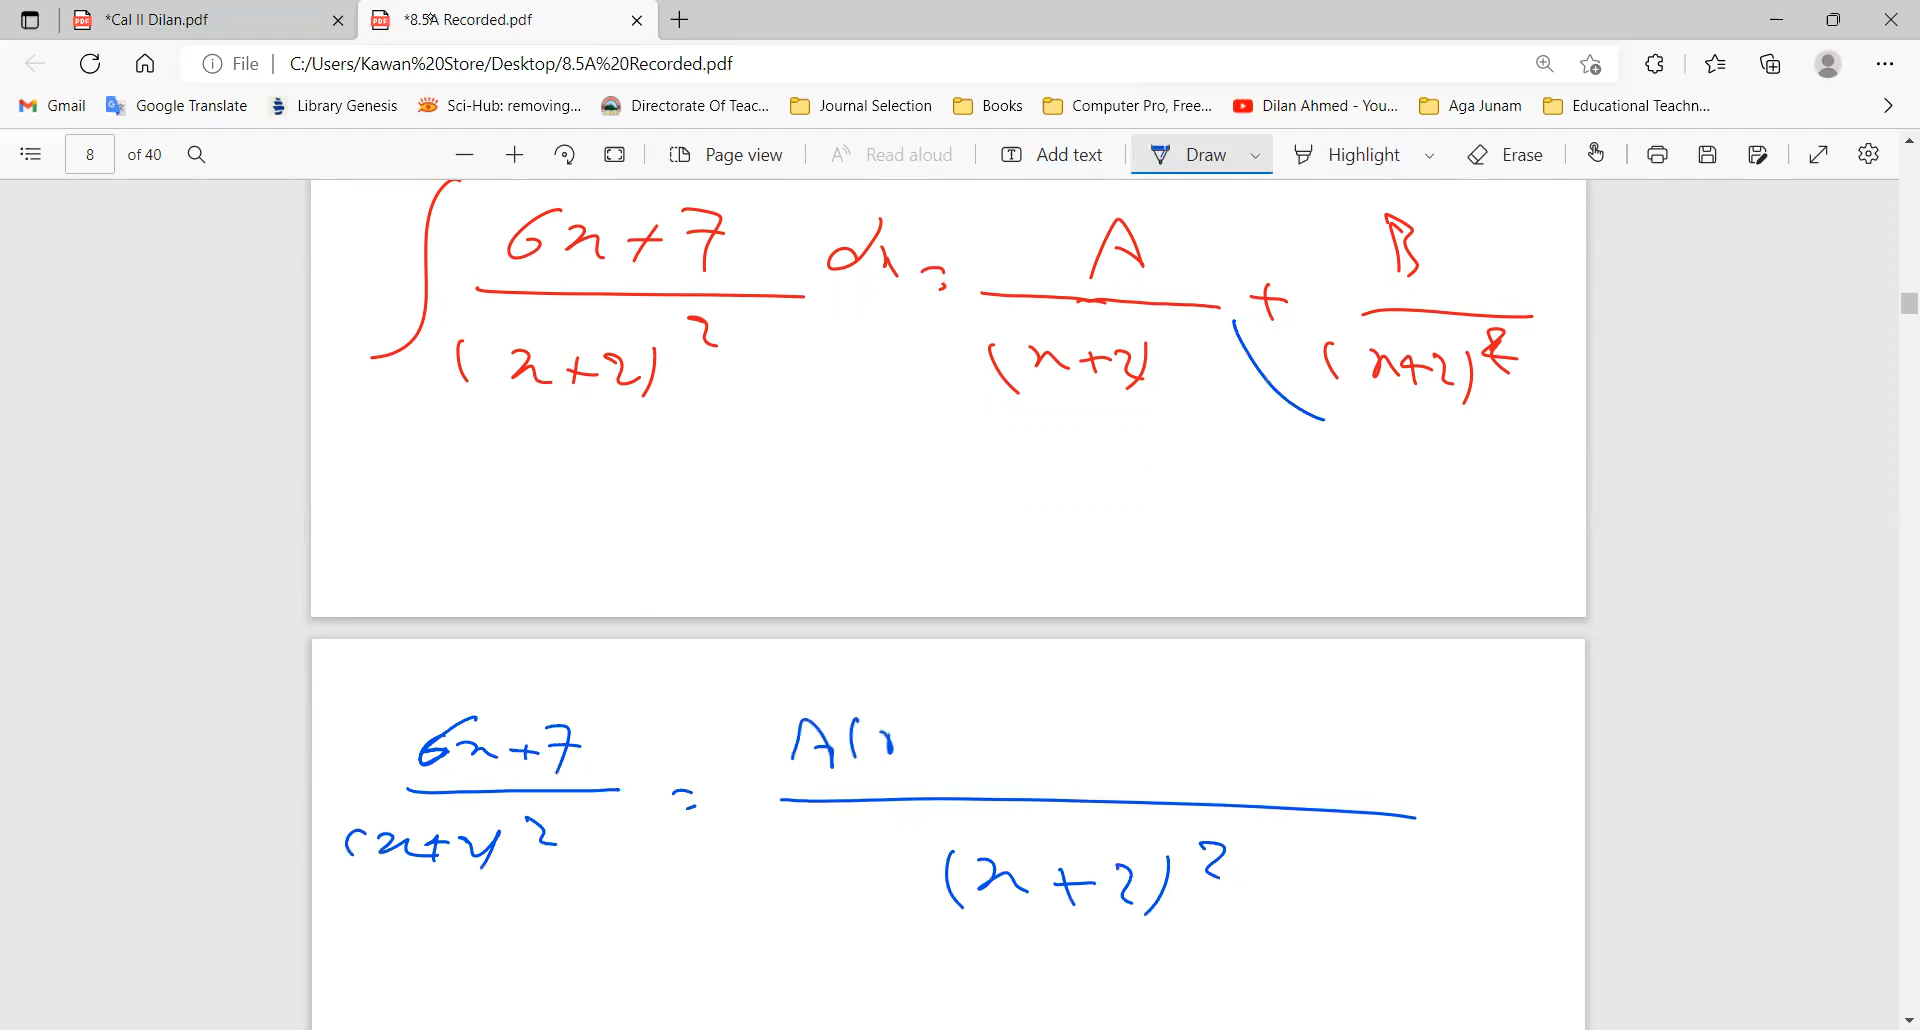 *Cal II Dilan.pdf
*8.5A Recorded.pdf
File | C:/Users/Kawan%20Store/Desktop/8.5A%20Recorded.pdf
Gmail Google Translate Library Genesis Sci-Hub: removing... Directorate Of Teac... Journal Selection Books Computer Pro, Free... Dilan Ahmed - You... Aga Junam Educational Teachn...
8 of 40 Page view Read aloud Add text Draw Highlight Erase
∫ 6x+7 dx = A + B
(x+2)² (x+2) (x+2)²
6x+7 = A(
(x+2)² (x+2)²